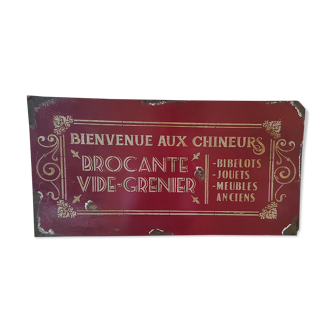 BIENVENUE AUX CHINEURS
BROCANTE
VIDE-GRENIER
-BIBELOTS
-JOUETS
-MEUBLES
ANCIENS